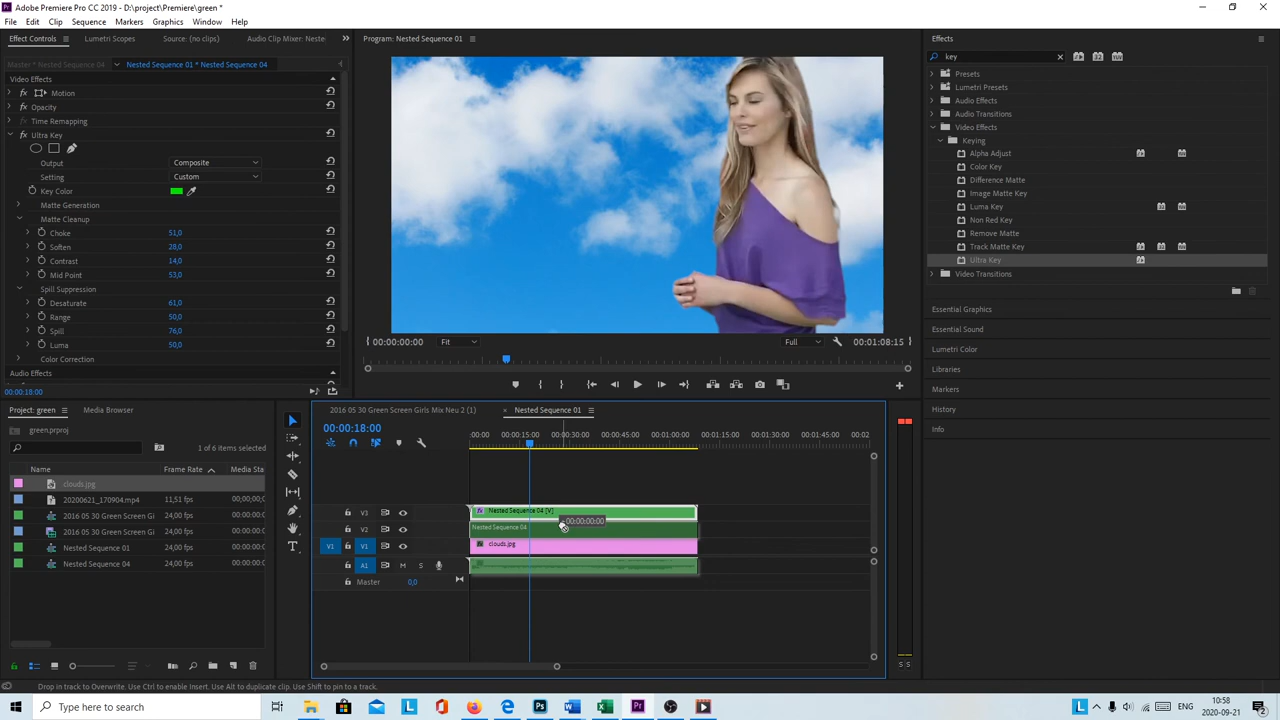 Adobe Premiere Pro CC 2019 - D:\project\Premiere\green *
File Edit Clip Sequence Markers Graphics Window Help
Effect Controls Lumetri Scopes Source: (no clips) Audio Clip Mixer: Neste
Program: Nested Sequence 01
Effects
Master * Nested Sequence 04 Nested Sequence 01 * Nested Sequence 04
key
Video Effects
Presets
fx Motion
Lumetri Presets
fx Opacity
Audio Effects
Time Remapping
Audio Transitions
fx Ultra Key
Video Effects
Keying
Output Composite
Alpha Adjust
Setting Custom
Color Key
Key Color
Difference Matte
Matte Generation
Image Matte Key
Matte Cleanup
Luma Key
Choke 51,0
Non Red Key
Soften 28,0
Remove Matte
Contrast 14,0
Track Matte Key
Mid Point 53,0
Ultra Key
Spill Suppression
Video Transitions
Desaturate 61,0
Range 50,0
Essential Graphics
Spill 76,0
Essential Sound
Luma 50,0
00:00:00:00 Fit Full 00:01:08:15
Lumetri Color
Color Correction
Libraries
Audio Effects
Markers
00:00:18:00
History
Project: green Media Browser
2016 05 30 Green Screen Girls Mix Neu 2 (1) × Nested Sequence 01
Info
green.prproj
00:00:18:00
:00:00 00:00:15:00 00:00:30:00 00:00:45:00 00:01:00:00 00:01:15:00 00:01:30:00 00:01:45:00 00:02
1 of 6 items selected
Name Frame Rate Media Sta
clouds.jpg
20200621_170904.mp4 11,51 fps 00;00;00;0
2016 05 30 Green Screen Gi 24,00 fps 00:00:00:0
2016 05 30 Green Screen Gi 24,00 fps 00:00:00:0
Nested Sequence 01 24,00 fps 00:00:00:0
Nested Sequence 04 24,00 fps 00:00:00:0
V3 fx Nested Sequence 04 [V]
00:00:00:00
V2 Nested Sequence 04
V1 V1 clouds.jpg
A1 M S
Master 0,0
S S
Drop in track to Overwrite. Use Ctrl to enable Insert. Use Alt to duplicate clip. Use Shift to pin to a track.
Type here to search
ENG
10:58
2020-09-21